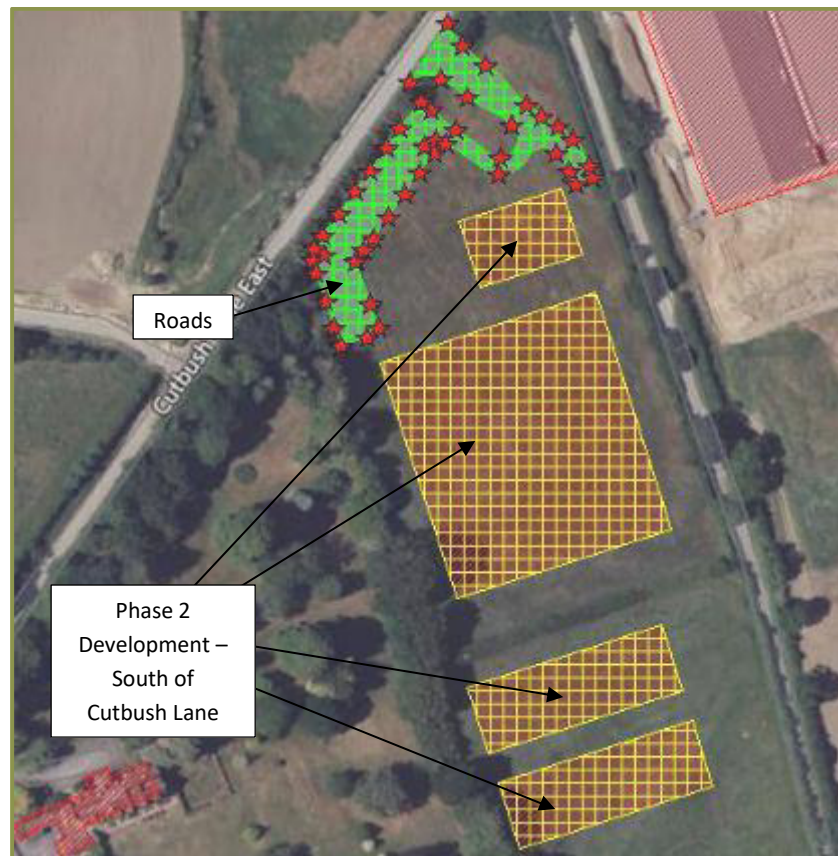 Roads
Cutbush
e East
Phase 2
Development –
South of
Cutbush Lane